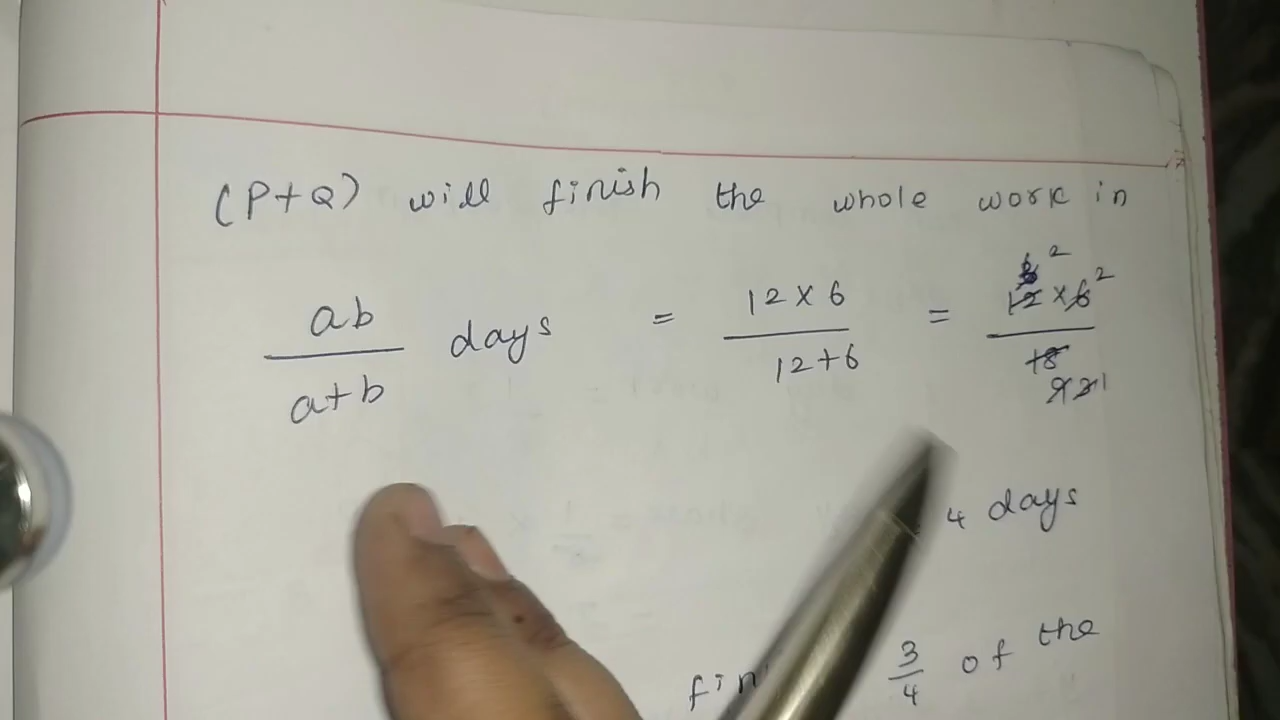 (P+Q) will finish the whole work in
ab/a+b days = 12 x 6/12+6 = 12 x 6 2/18
4 days
3/4 of the